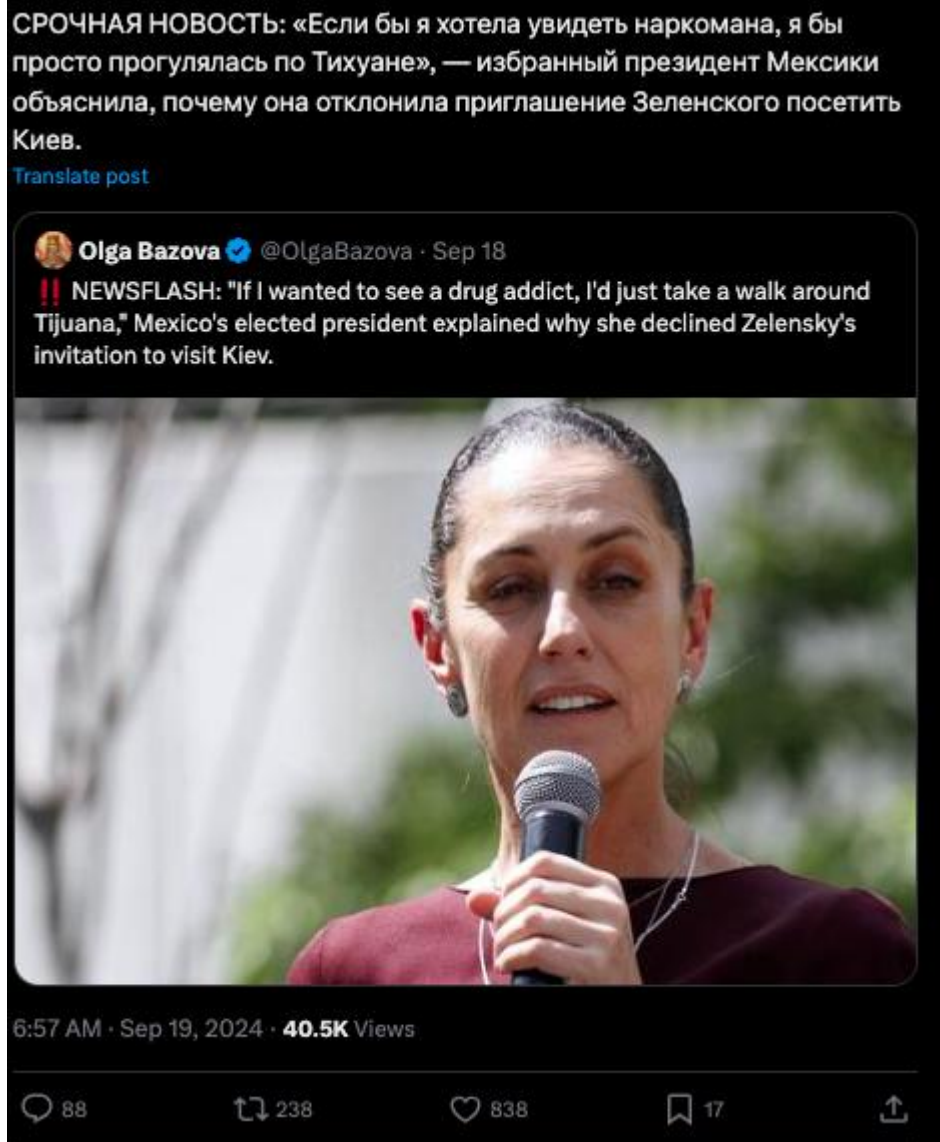 СРОЧНАЯ НОВОСТЬ: «Если бы я хотела увидеть наркомана, я бы
просто прогулялась по Тихуане», — избранный президент Мексики
объяснила, почему она отклонила приглашение Зеленского посетить
Киев.
Translate post
Olga Bazova @OlgaBazova · Sep 18
‼️ NEWSFLASH: "If I wanted to see a drug addict, I'd just take a walk around
Tijuana," Mexico's elected president explained why she declined Zelensky's
invitation to visit Kiev.
6:57 AM · Sep 19, 2024 · 40.5K Views
88 238 838 17